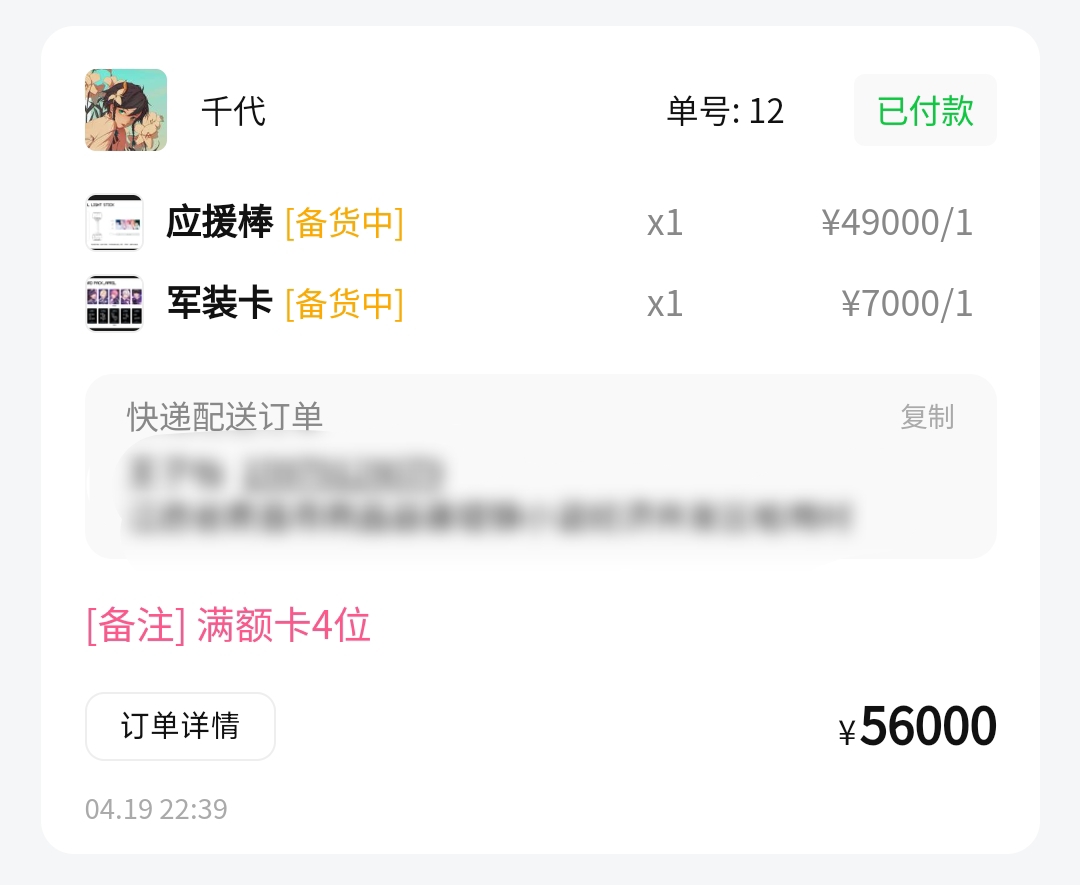 千代 单号: 12 已付款
应援棒 [备货中] x1 ¥49000/1
军装卡 [备货中] x1 ¥7000/1
快递配送订单 复制
[备注] 满额卡4位
订单详情 ¥56000
04.19 22:39